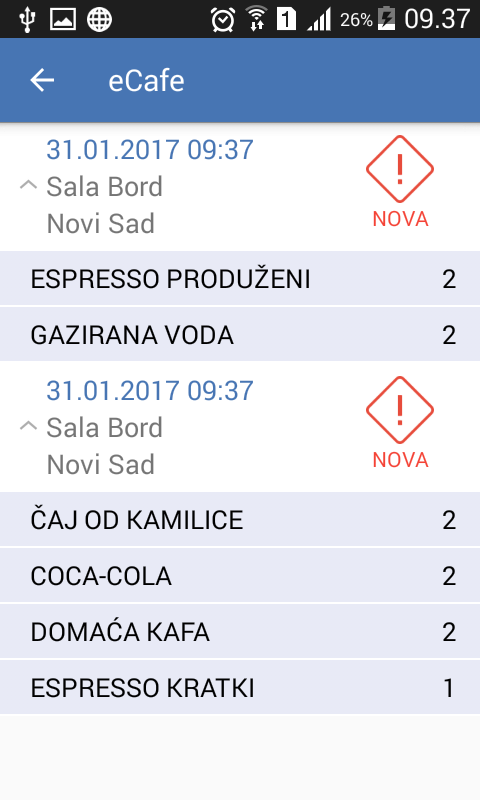 1 26% 09.37
eCafe
31.01.2017 09:37
Sala Bord
Novi Sad
NOVA
ESPRESSO PRODUŽENI 2
GAZIRANA VODA 2
31.01.2017 09:37
Sala Bord
Novi Sad
NOVA
ČAJ OD KAMILICE 2
COCA-COLA 2
DOMAĆA KAFA 2
ESPRESSO KRATKI 1